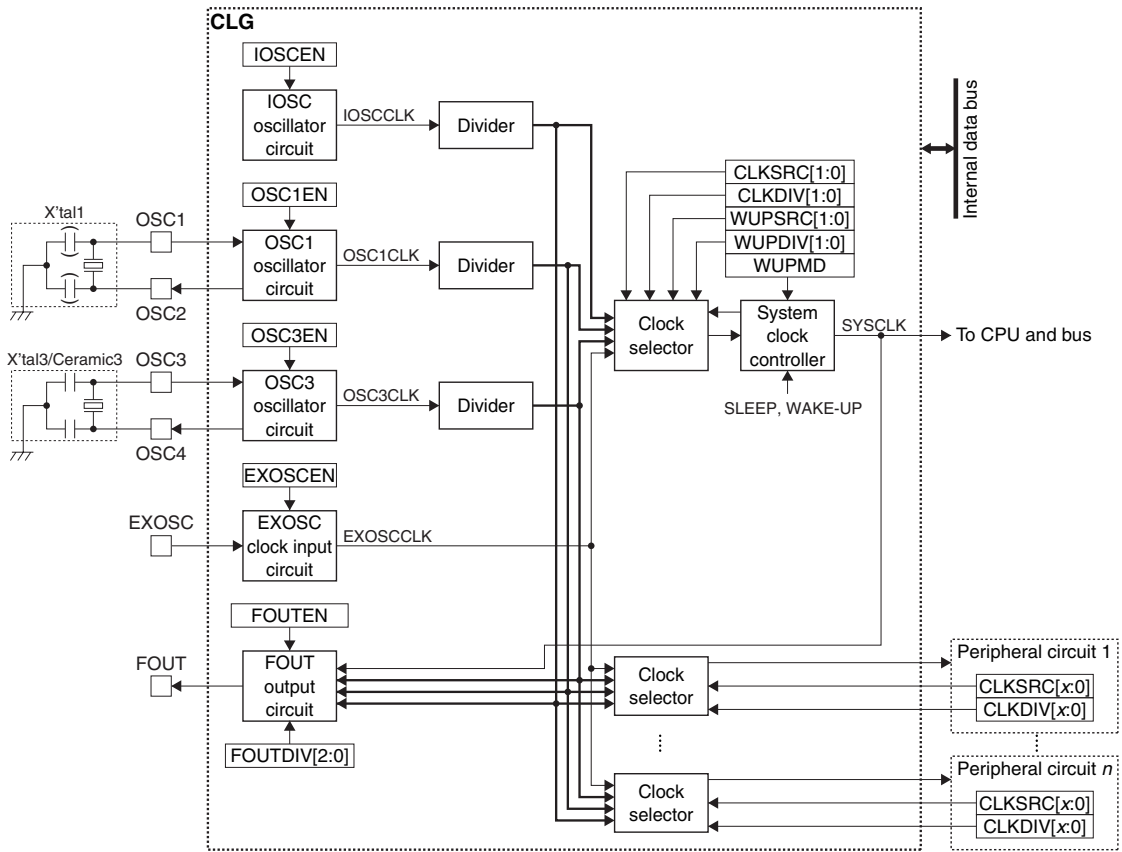 CLG
IOSCEN
IOSC
oscillator
circuit
IOSCCLK
Divider
Internal data bus
CLKSRC[1:0]
CLKDIV[1:0]
WUPSRC[1:0]
WUPDIV[1:0]
WUPMD
X'tal1
OSC1
OSC2
OSC1EN
OSC1
oscillator
circuit
OSC1CLK
Divider
Clock
selector
System
clock
controller
SYSCLK
To CPU and bus
SLEEP, WAKE-UP
X'tal3/Ceramic3
OSC3
OSC4
OSC3EN
OSC3
oscillator
circuit
OSC3CLK
Divider
EXOSCEN
EXOSC
EXOSC
clock input
circuit
EXOSCCLK
FOUTEN
FOUT
FOUT
output
circuit
FOUTDIV[2:0]
Clock
selector
Peripheral circuit 1
CLKSRC[x:0]
CLKDIV[x:0]
Clock
selector
Peripheral circuit n
CLKSRC[x:0]
CLKDIV[x:0]